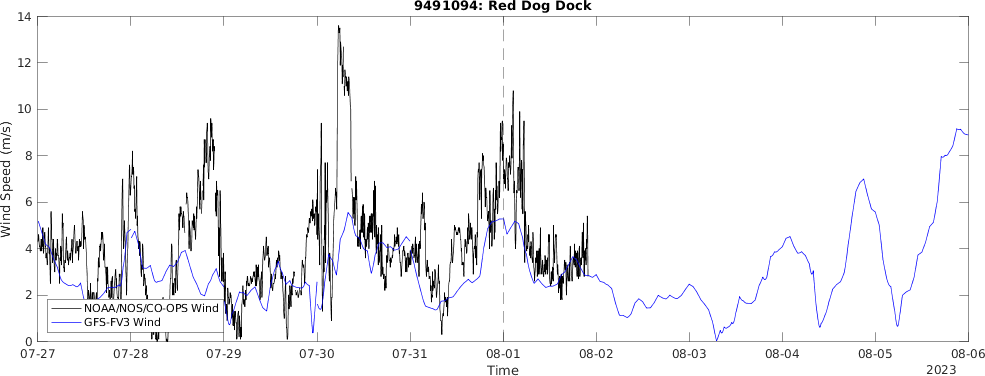 9491094: Red Dog Dock
14
12
10
8
6
4
2
0
Wind Speed (m/s)
NOAA/NOS/CO-OPS Wind
GFS-FV3 Wind
07-27 07-28 07-29 07-30 07-31 08-01 08-02 08-03 08-04 08-05 08-06
Time
2023